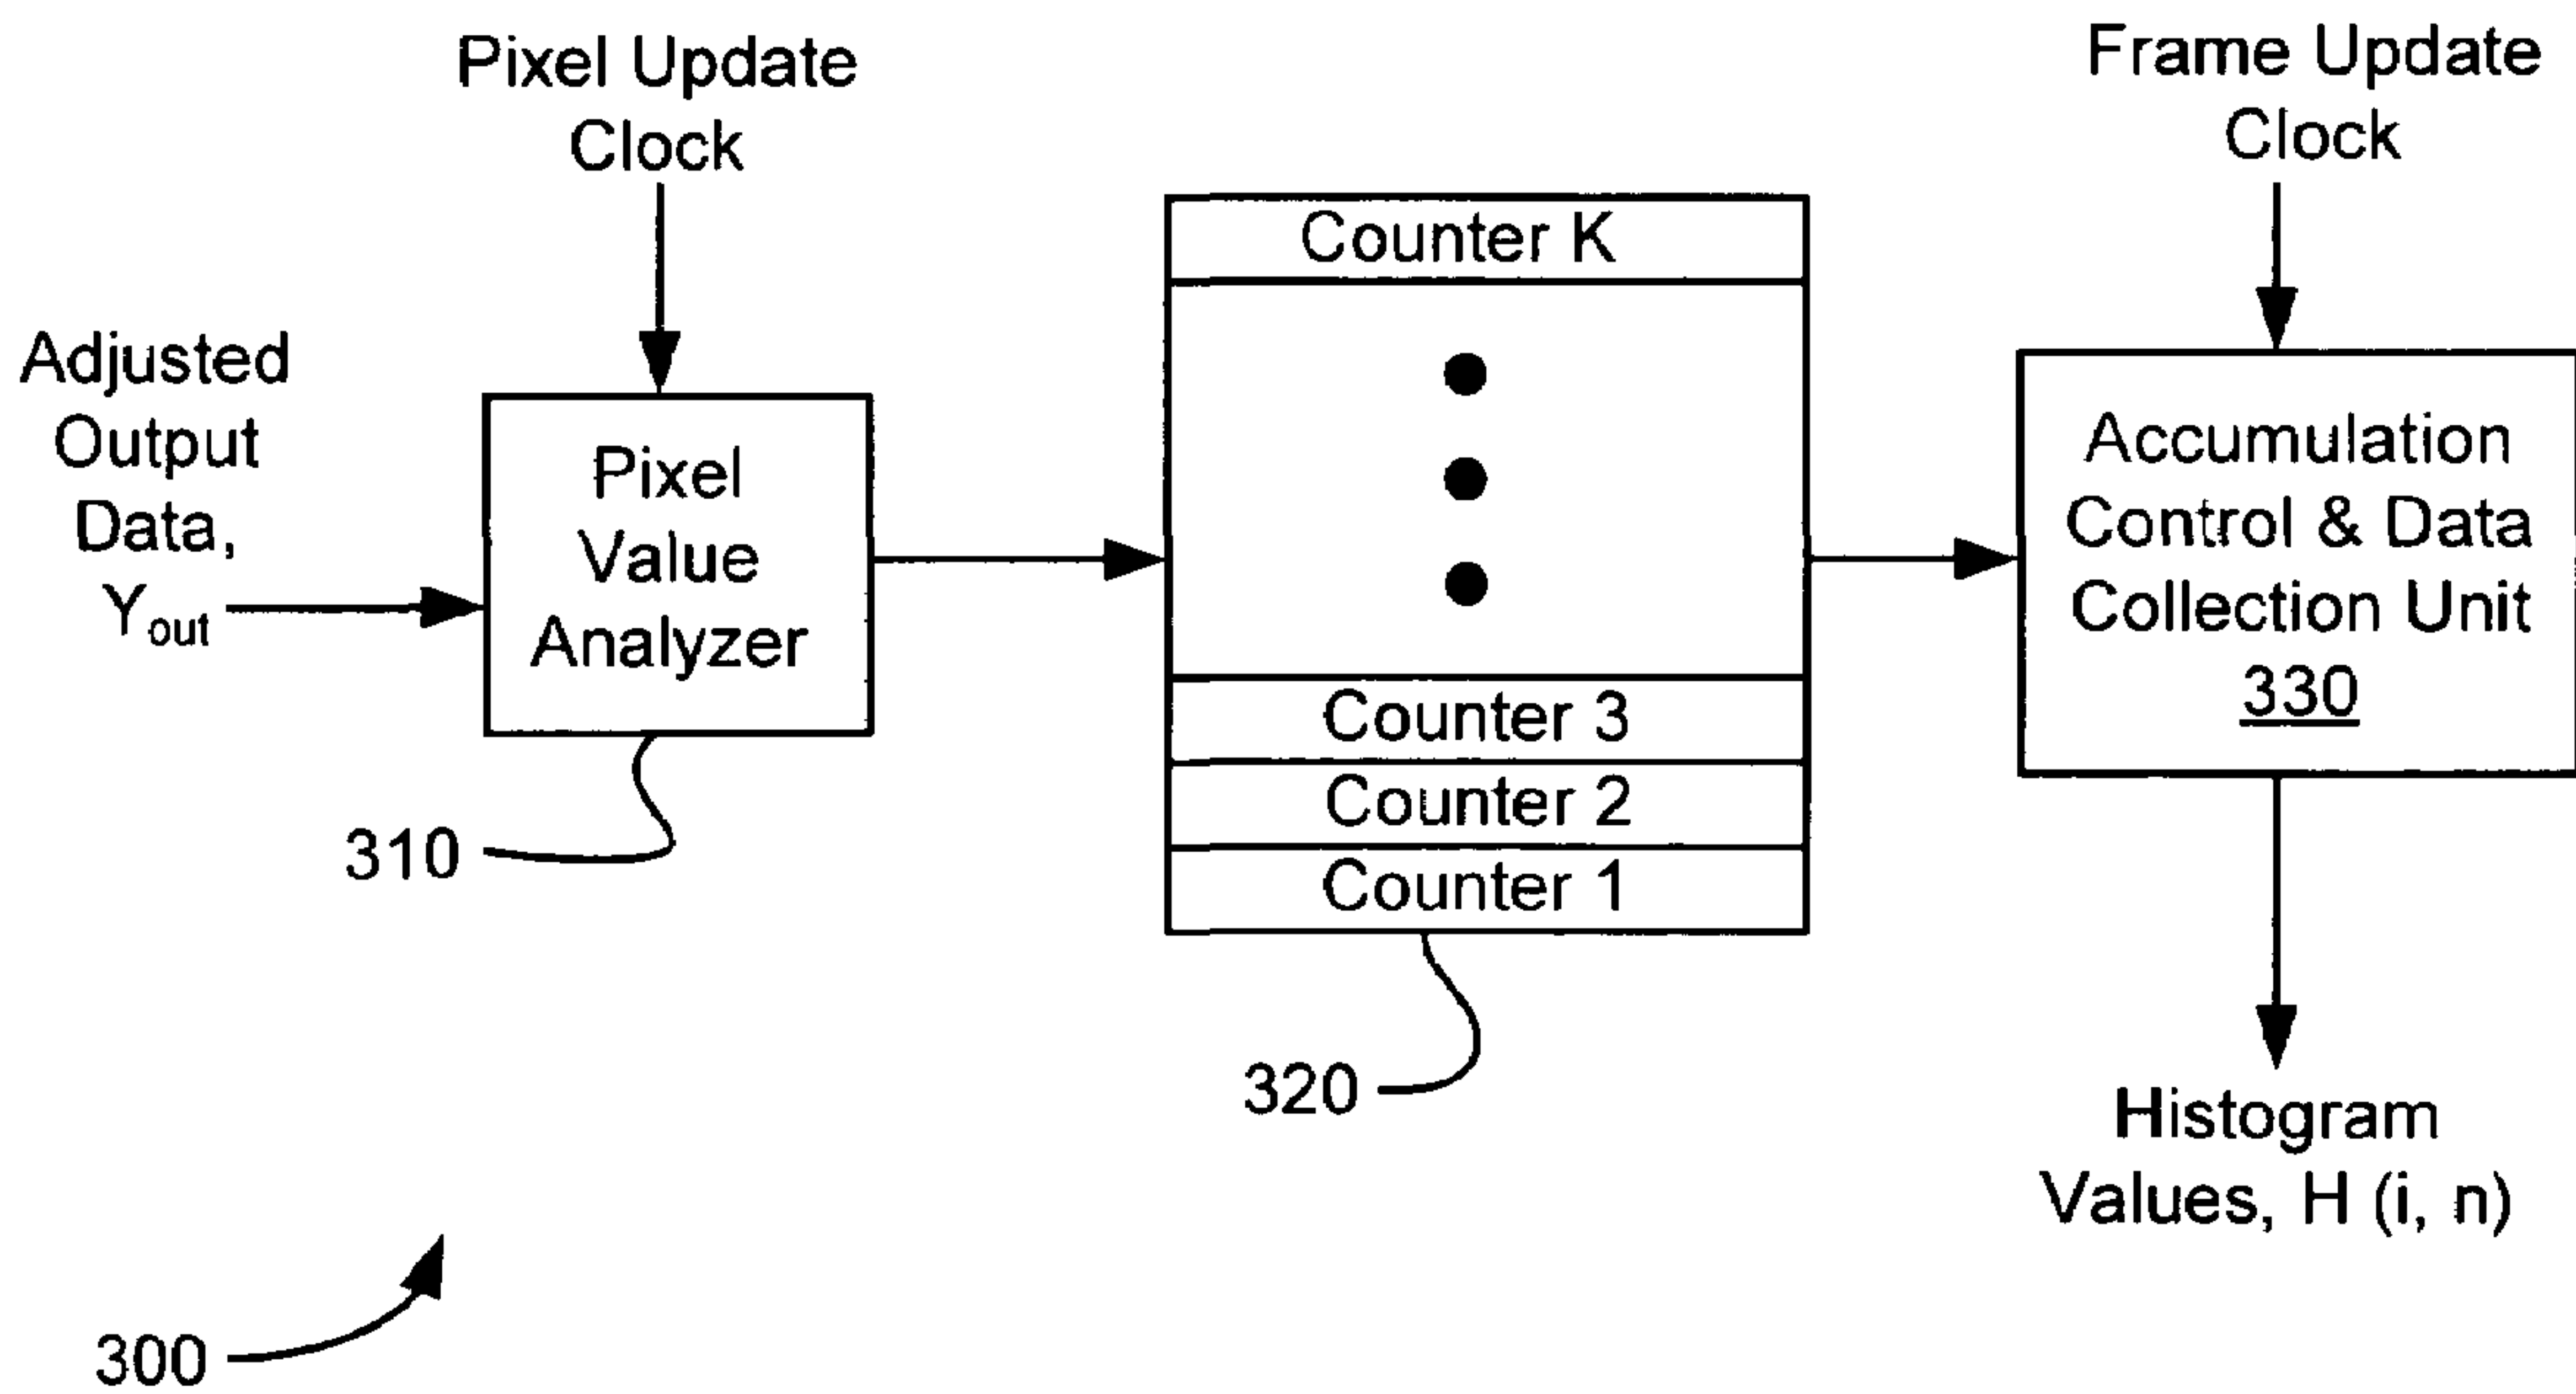 Pixel Update
Clock
Frame Update
Clock
Adjusted
Output
Data,
Yout
Pixel
Value
Analyzer
310
Counter K
Counter 3
Counter 2
Counter 1
320
Accumulation
Control & Data
Collection Unit
330
Histogram
Values, H (i, n)
300